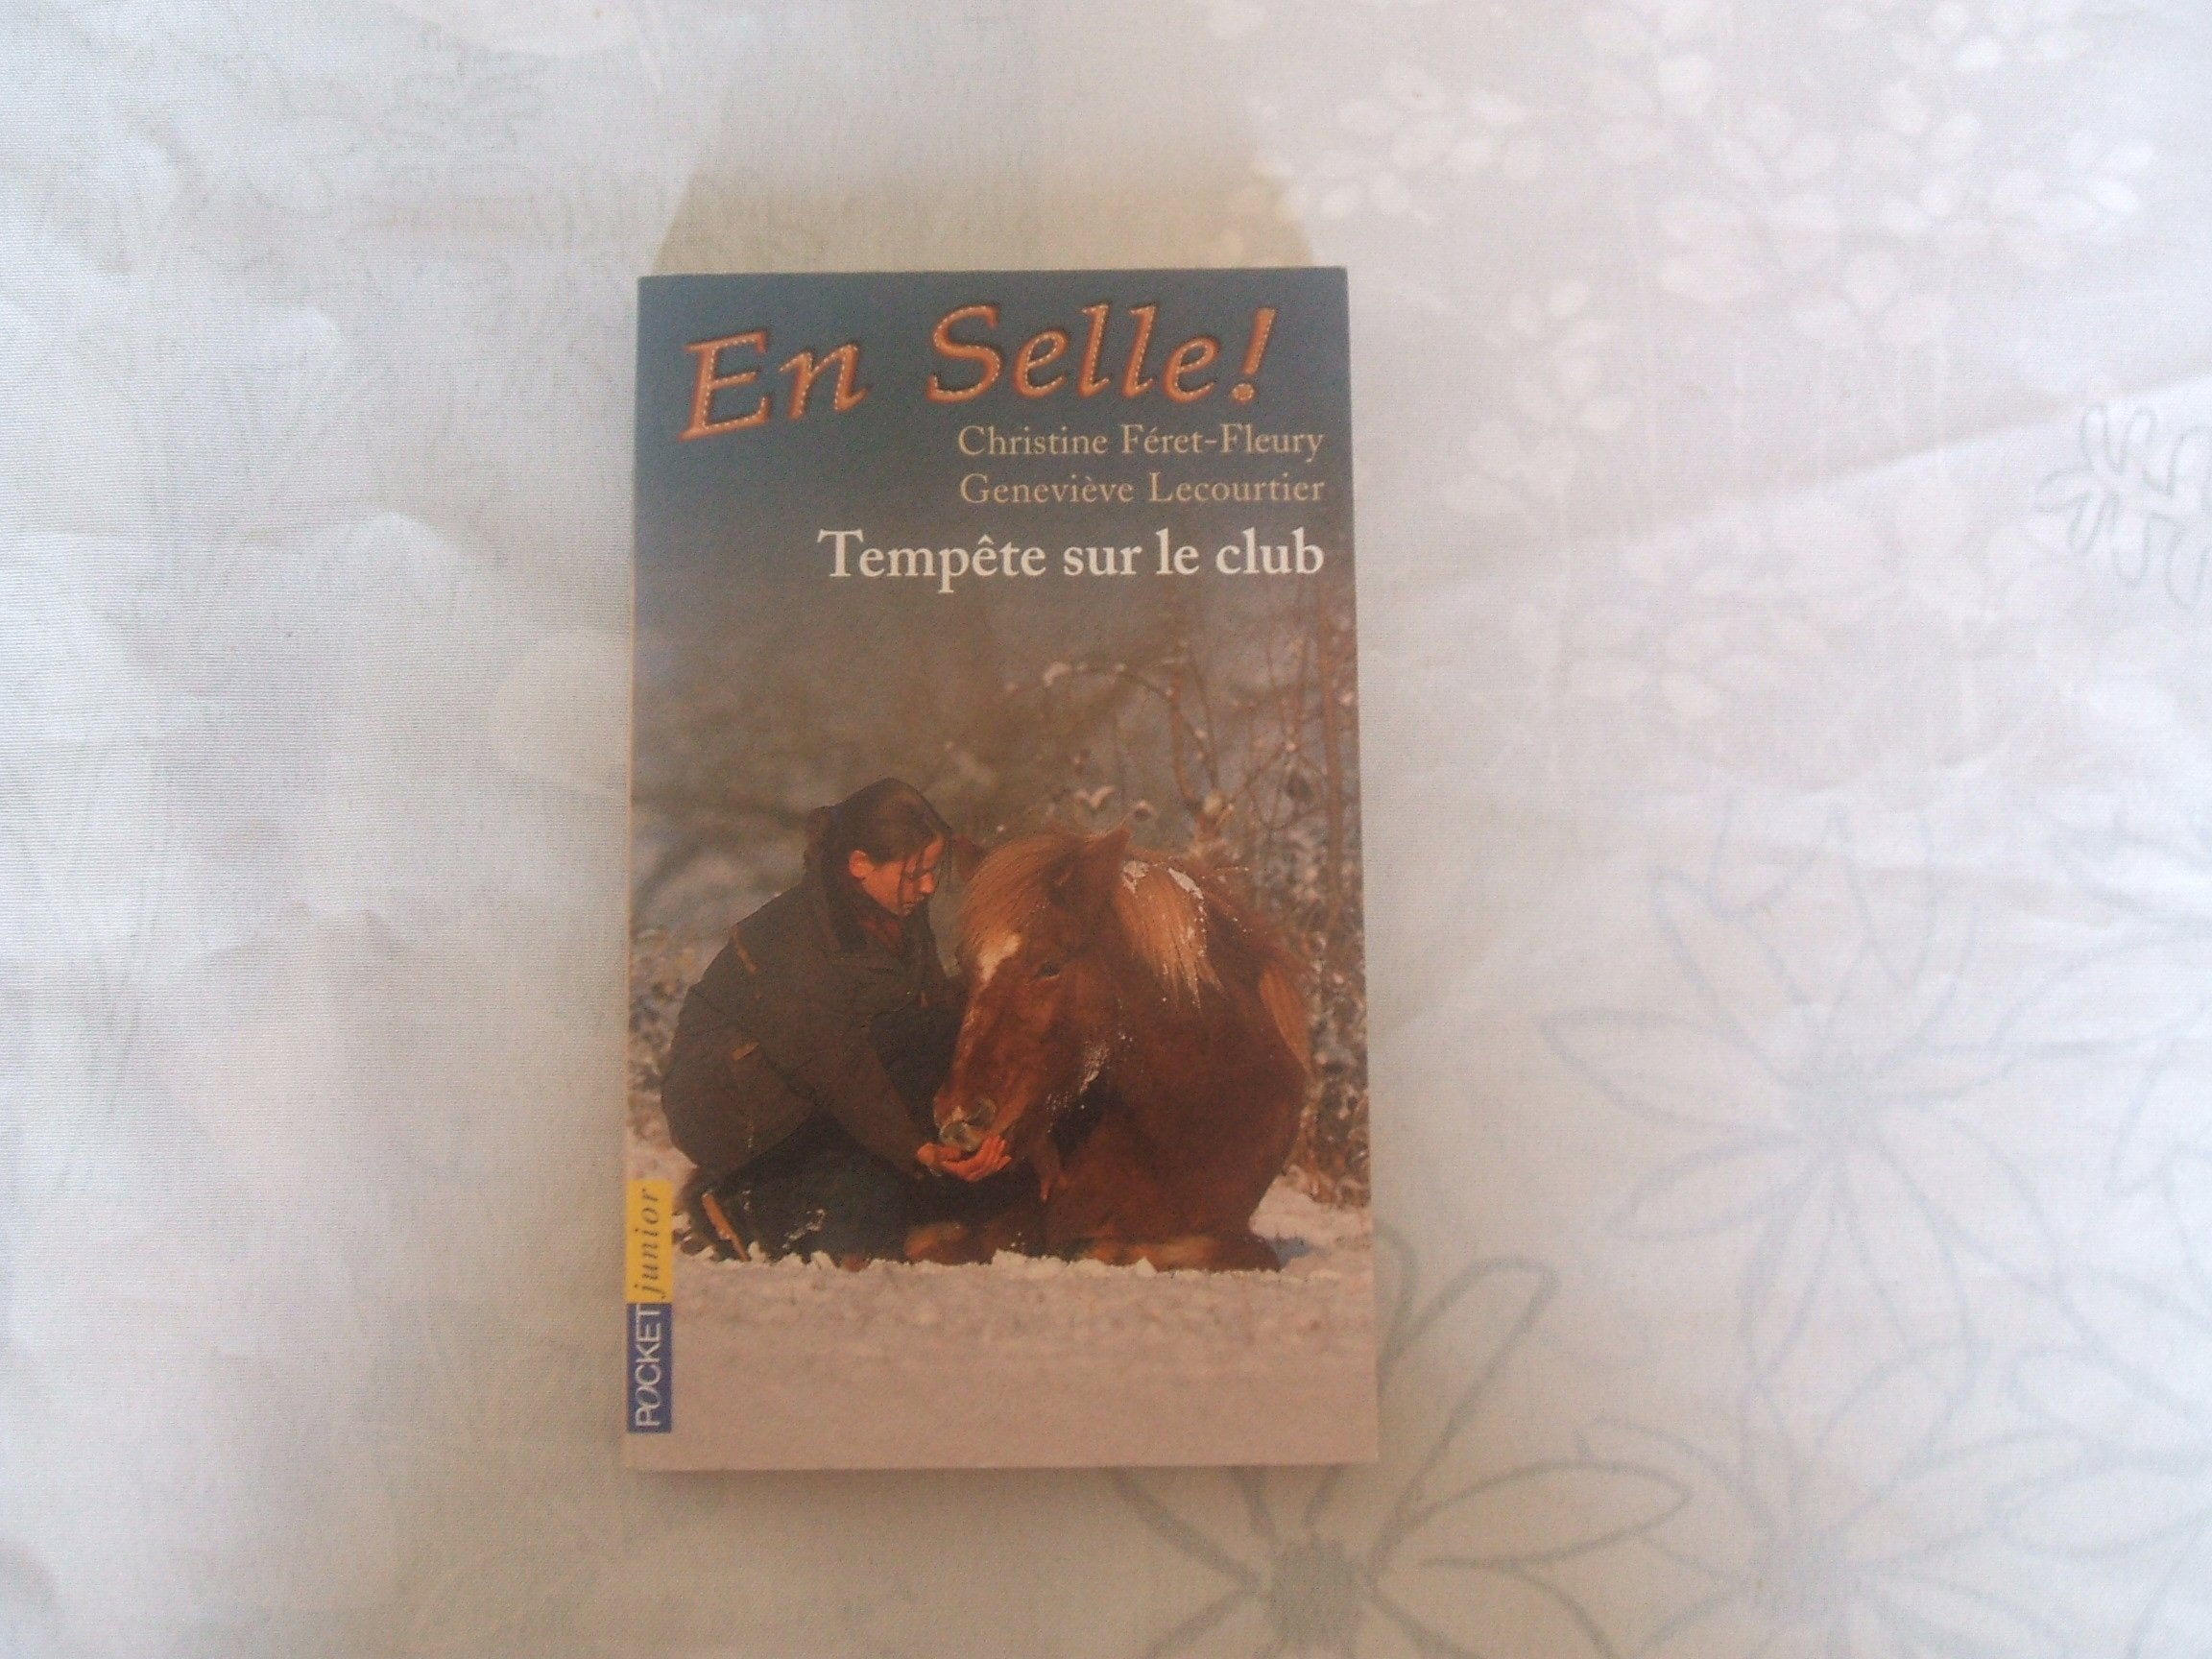 En Selle!
Christine Féret-Fleury
Geneviève Lecourtier
Tempête sur le club
POCKET junior